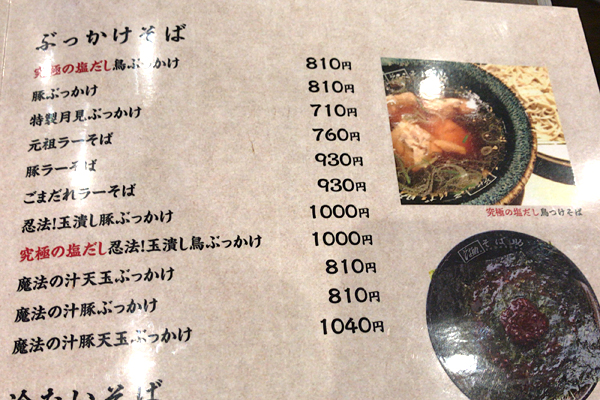 ぶっかけそば
究極の塩だし鳥ぶっかけ 810円
豚ぶっかけ 810円
特製月見ぶっかけ 710円
元祖ラーそば 760円
豚ラーそば 930円
ごまだれラーそば 930円
忍法!玉潰し豚ぶっかけ 1000円
究極の塩だし忍法!玉潰し鳥ぶっかけ 1000円
魔法の汁天玉ぶっかけ 810円
魔法の汁豚ぶっかけ 810円
魔法の汁豚天玉ぶっかけ 1040円
究極の塩だし鳥つけそば
冷たいそば